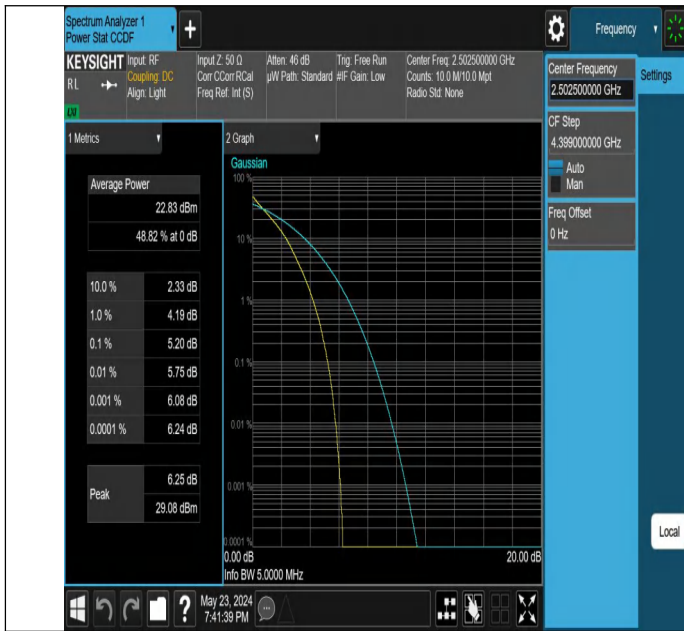 Spectrum Analyzer 1
Power Stat CCDF
+
Frequency
KEYSIGHT
RL
Input: RF
Coupling: DC
Align: Light
Input Z: 50 Ω
Corr CCorr RCal
Freq Ref: Int (S)
Atten: 46 dB
µW Path: Standard
Trig: Free Run
#IF Gain: Low
Center Freq: 2.502500000 GHz
Counts: 10.0 M/10.0 Mpt
Radio Std: None
Center Frequency
2.502500000 GHz
Settings
CF Step
4.399000000 GHz
Auto
Man
Freq Offset
0 Hz
1 Metrics
Average Power
22.83 dBm
48.82 % at 0 dB
10.0 % 2.33 dB
1.0 % 4.19 dB
0.1 % 5.20 dB
0.01 % 5.75 dB
0.001 % 6.08 dB
0.0001 % 6.24 dB
Peak
6.25 dB
29.08 dBm
2 Graph
Gaussian
100 %
10 %
1 %
0.1 %
0.01 %
0.001 %
0.0001 %
0.00 dB 20.00 dB
Info BW 5.0000 MHz
Local
?
May 23, 2024
7:41:39 PM